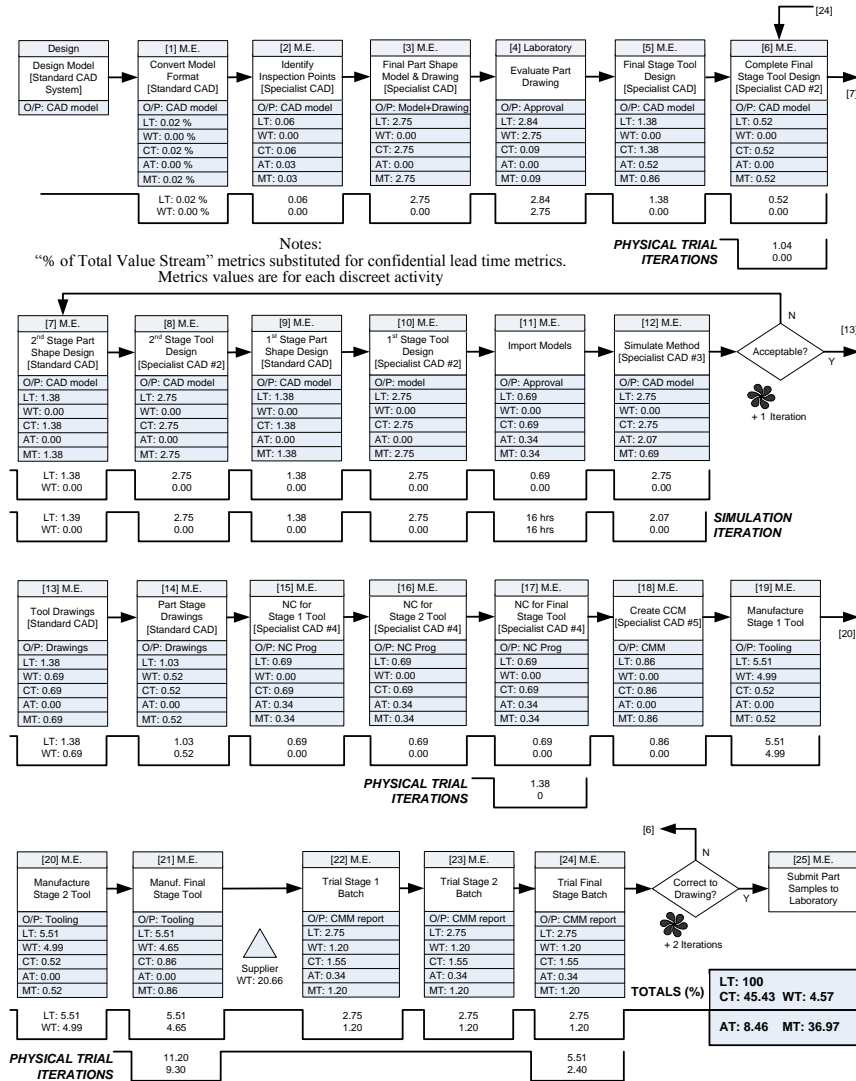 [24]
Design
Design Model
[Standard CAD
System]
O/P: CAD model
[1] M.E.
Convert Model
Format
[Standard CAD]
O/P: CAD model
LT: 0.02 %
WT: 0.00 %
CT: 0.02 %
AT: 0.00 %
MT: 0.02 %
[2] M.E.
Identify
Inspection Points
[Specialist CAD]
O/P: CAD model
LT: 0.06
WT: 0.00
CT: 0.06
AT: 0.03
MT: 0.03
[3] M.E.
Final Part Shape
Model & Drawing
[Specialist CAD]
O/P: Model+Drawing
LT: 2.75
WT: 0.00
CT: 2.75
AT: 0.00
MT: 2.75
[4] Laboratory
Evaluate Part
Drawing
O/P: Approval
LT: 2.84
WT: 2.75
CT: 0.09
AT: 0.00
MT: 0.09
[5] M.E.
Final Stage Tool
Design
[Specialist CAD]
O/P: CAD model
LT: 1.38
WT: 0.00
CT: 1.38
AT: 0.52
MT: 0.86
[6] M.E.
Complete Final
Stage Tool Design
[Specialist CAD #2]
O/P: CAD model
LT: 0.52
WT: 0.00
CT: 0.52
AT: 0.00
MT: 0.52
[7]
LT: 0.02 %
WT: 0.00 %
0.06
0.00
2.75
0.00
2.84
2.75
1.38
0.00
0.52
0.00
PHYSICAL TRIAL
ITERATIONS
1.04
0.00
Notes:
"% of Total Value Stream" metrics substituted for confidential lead time metrics.
Metrics values are for each discreet activity
[7] M.E.
2nd Stage Part
Shape Design
[Standard CAD]
O/P: CAD model
LT: 1.38
WT: 0.00
CT: 1.38
AT: 0.00
MT: 1.38
[8] M.E.
2nd Stage Tool
Design
[Specialist CAD #2]
O/P: CAD model
LT: 2.75
WT: 0.00
CT: 2.75
AT: 0.00
MT: 2.75
[9] M.E.
1st Stage Part
Shape Design
[Standard CAD]
O/P: CAD model
LT: 1.38
WT: 0.00
CT: 1.38
AT: 0.00
MT: 1.38
[10] M.E.
1st Stage Tool
Design
[Specialist CAD #2]
O/P: model
LT: 2.75
WT: 0.00
CT: 2.75
AT: 0.00
MT: 2.75
[11] M.E.
Import Models
O/P: Approval
LT: 0.69
WT: 0.00
CT: 0.69
AT: 0.34
MT: 0.34
[12] M.E.
Simulate Method
[Specialist CAD #3]
O/P: CAD model
LT: 2.75
WT: 0.00
CT: 2.75
AT: 2.07
MT: 0.69
N
Acceptable?
Y
[13]
+ 1 Iteration
LT: 1.38
WT: 0.00
2.75
0.00
1.38
0.00
2.75
0.00
0.69
0.00
2.75
0.00
LT: 1.39
WT: 0.00
2.75
0.00
1.38
0.00
2.75
0.00
16 hrs
16 hrs
2.07
0.00
SIMULATION
ITERATION
[13] M.E.
Tool Drawings
[Standard CAD]
O/P: Drawings
LT: 1.38
WT: 0.69
CT: 0.69
AT: 0.00
MT: 0.69
[14] M.E.
Part Stage
Drawings
[Standard CAD]
O/P: Drawings
LT: 1.03
WT: 0.52
CT: 0.52
AT: 0.00
MT: 0.52
[15] M.E.
NC for
Stage 1 Tool
[Specialist CAD #4]
O/P: NC Prog
LT: 0.69
WT: 0.00
CT: 0.69
AT: 0.34
MT: 0.34
[16] M.E.
NC for
Stage 2 Tool
[Specialist CAD #4]
O/P: NC Prog
LT: 0.69
WT: 0.00
CT: 0.69
AT: 0.34
MT: 0.34
[17] M.E.
NC for Final
Stage Tool
[Specialist CAD #4]
O/P: NC Prog
LT: 0.69
WT: 0.00
CT: 0.69
AT: 0.34
MT: 0.34
[18] M.E.
Create CCM
[Specialist CAD #5]
O/P: CMM
LT: 0.86
WT: 0.00
CT: 0.86
AT: 0.00
MT: 0.86
[19] M.E.
Manufacture
Stage 1 Tool
O/P: Tooling
LT: 5.51
WT: 4.99
CT: 0.52
AT: 0.00
MT: 0.52
[20]
LT: 1.38
WT: 0.69
1.03
0.52
0.69
0.00
0.69
0.00
0.69
0.00
0.86
0.00
5.51
4.99
PHYSICAL TRIAL
ITERATIONS
1.38
0
[20] M.E.
Manufacture
Stage 2 Tool
O/P: Tooling
LT: 5.51
WT: 4.99
CT: 0.52
AT: 0.00
MT: 0.52
[21] M.E.
Manuf. Final
Stage Tool
O/P: Tooling
LT: 5.51
WT: 4.65
CT: 0.86
AT: 0.00
MT: 0.86
Supplier
WT: 20.66
[22] M.E.
Trial Stage 1
Batch
O/P: CMM report
LT: 2.75
WT: 1.20
CT: 1.55
AT: 0.34
MT: 1.20
[23] M.E.
Trial Stage 2
Batch
O/P: CMM report
LT: 2.75
WT: 1.20
CT: 1.55
AT: 0.34
MT: 1.20
[24] M.E.
Trial Final
Stage Batch
O/P: CMM report
LT: 2.75
WT: 1.20
CT: 1.55
AT: 0.34
MT: 1.20
[6]
N
Correct to
Drawing?
Y
+ 2 Iterations
[25] M.E.
Submit Part
Samples to
Laboratory
TOTALS (%)
LT: 100
CT: 45.43 WT: 4.57
AT: 8.46 MT: 36.97
LT: 5.51
WT: 4.99
5.51
4.65
2.75
1.20
2.75
1.20
2.75
1.20
PHYSICAL TRIAL
ITERATIONS
11.20
9.30
5.51
2.40